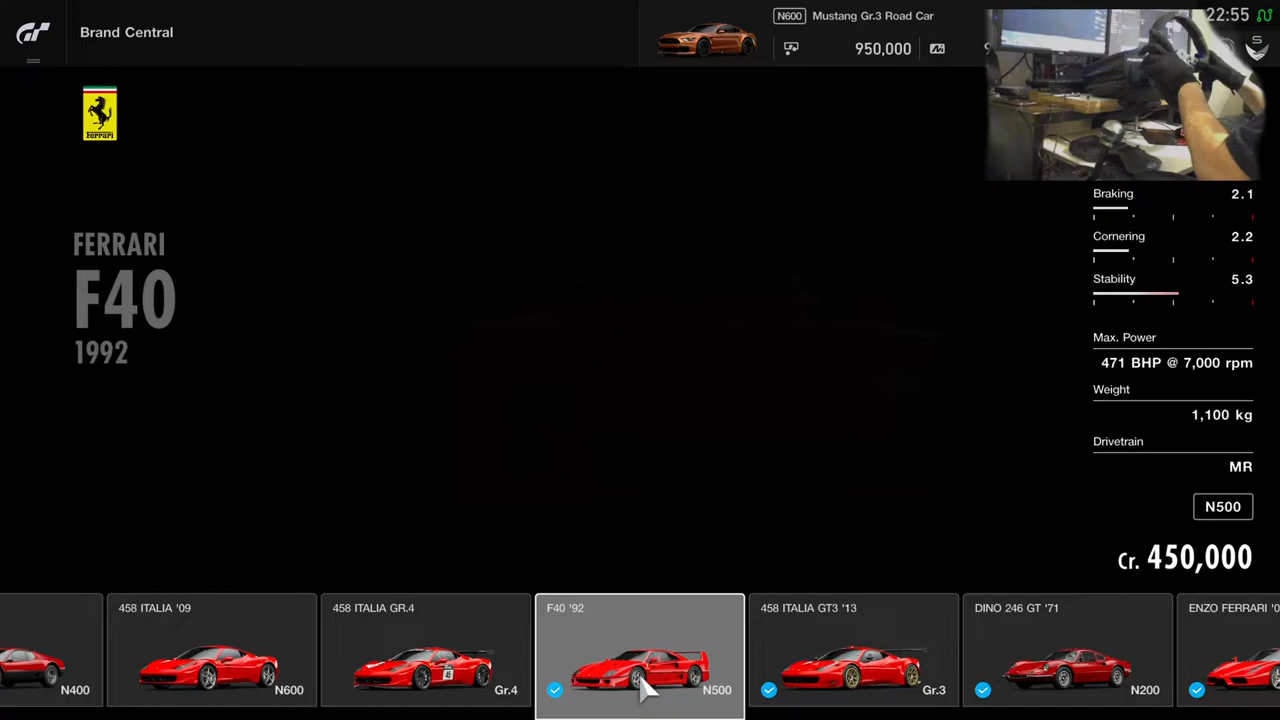 Brand Central
N600 Mustang Gr.3 Road Car
950,000
22:55
S
Ferrari
FERRARI
F40
1992
Braking 2.1
Cornering 2.2
Stability 5.3
Max. Power
471 BHP @ 7,000 rpm
Weight
1,100 kg
Drivetrain
MR
N500
Cr. 450,000
N400
458 ITALIA '09
N600
458 ITALIA GR.4
Gr.4
F40 '92
N500
458 ITALIA GT3 '13
Gr.3
DINO 246 GT '71
N200
ENZO FERRARI